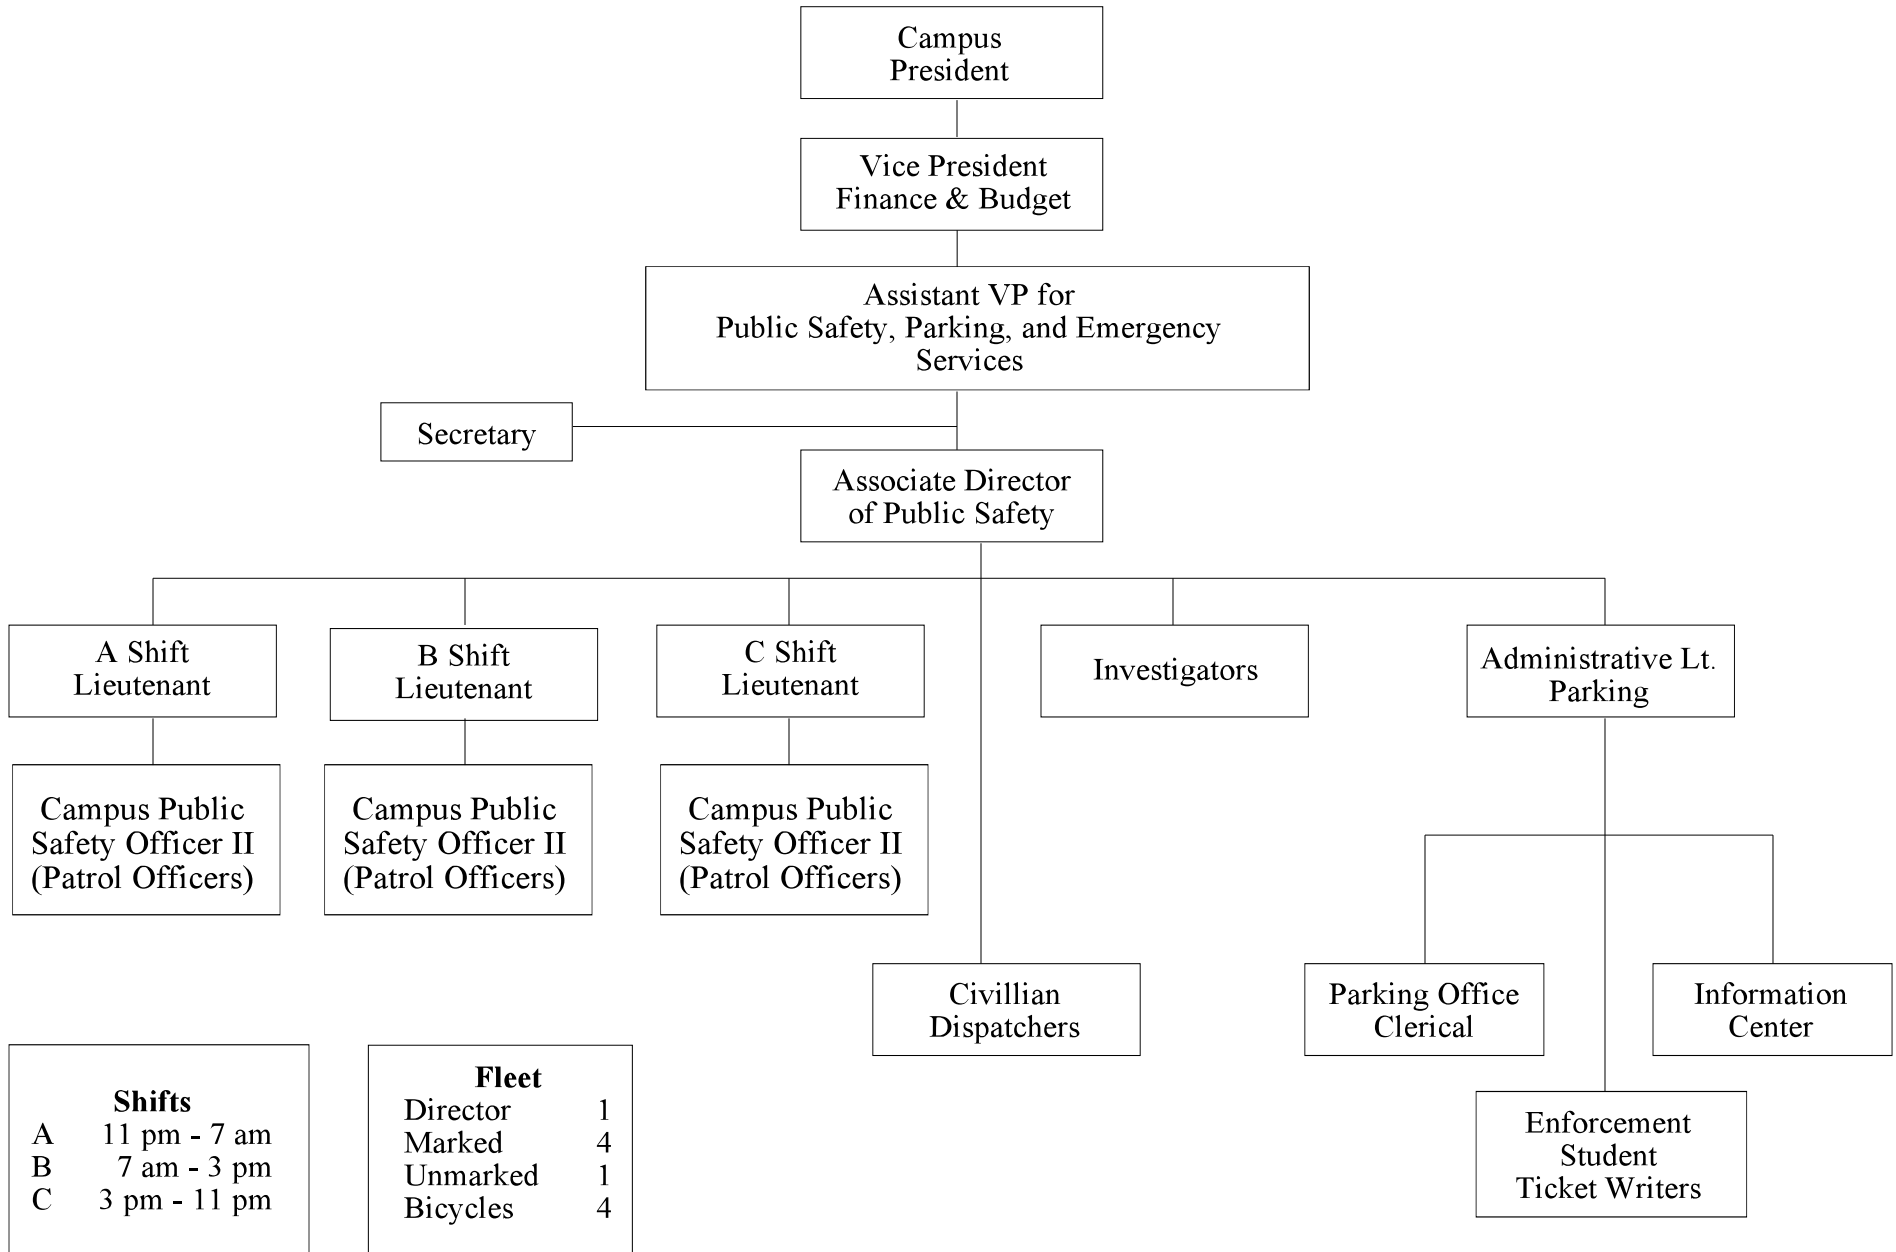 Campus
President
Vice President
Finance & Budget
Assistant VP for
Public Safety, Parking, and Emergency
Services
Secretary
Associate Director
of Public Safety
A Shift
Lieutenant
B Shift
Lieutenant
C Shift
Lieutenant
Investigators
Administrative Lt.
Parking
Campus Public
Safety Officer II
(Patrol Officers)
Campus Public
Safety Officer II
(Patrol Officers)
Campus Public
Safety Officer II
(Patrol Officers)
Civillian
Dispatchers
Parking Office
Clerical
Information
Center
Enforcement
Student
Ticket Writers
Shifts
A 11 pm - 7 am
B 7 am - 3 pm
C 3 pm - 11 pm
Fleet
Director 1
Marked 4
Unmarked 1
Bicycles 4